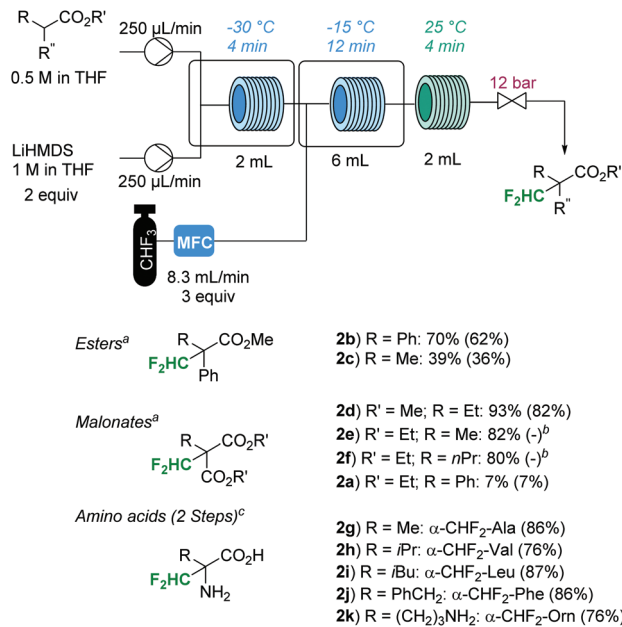 R CO₂R'
R"
0.5 M in THF
250 µL/min
-30 °C
4 min
-15 °C
12 min
25 °C
4 min
12 bar
2 mL
6 mL
2 mL
LiHMDS
1 M in THF
2 equiv
250 µL/min
R CO₂R'
F₂HC
R"
CHF₃
MFC
8.3 mL/min
3 equiv
Estersᵃ
R CO₂Me
F₂HC
Ph
2b) R = Ph: 70% (62%)
2c) R = Me: 39% (36%)
Malonatesᵃ
R CO₂R'
F₂HC
CO₂R'
2d) R' = Me; R = Et: 93% (82%)
2e) R' = Et; R = Me: 82% (-)ᵇ
2f) R' = Et; R = nPr: 80% (-)ᵇ
2a) R' = Et; R = Ph: 7% (7%)
Amino acids (2 Steps)ᶜ
R CO₂H
F₂HC
NH₂
2g) R = Me: α-CHF₂-Ala (86%)
2h) R = iPr: α-CHF₂-Val (76%)
2i) R = iBu: α-CHF₂-Leu (87%)
2j) R = PhCH₂: α-CHF₂-Phe (86%)
2k) R = (CH₂)₃NH₂: α-CHF₂-Orn (76%)